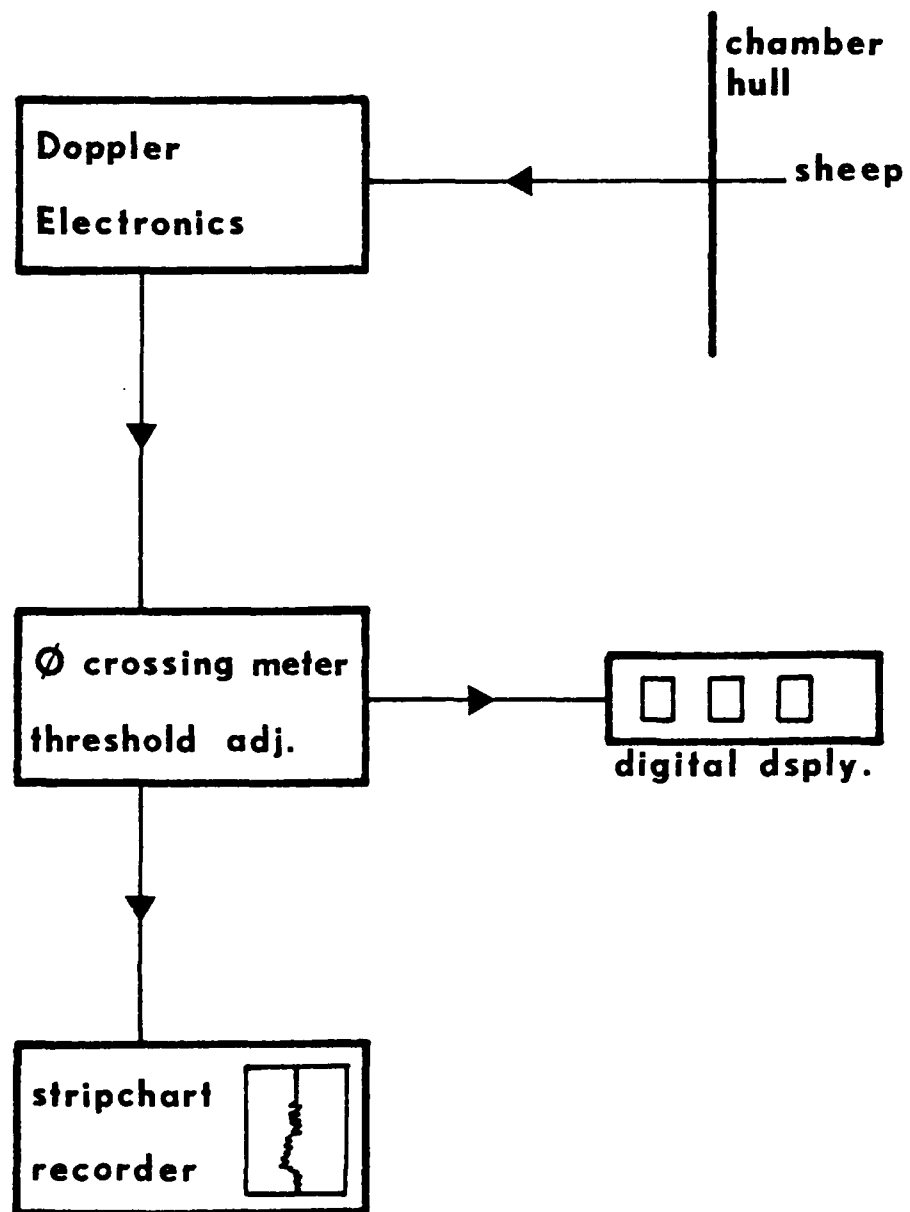 chamber
hull
sheep
Doppler
Electronics
Ø crossing meter
threshold adj.
digital dsply.
stripchart
recorder